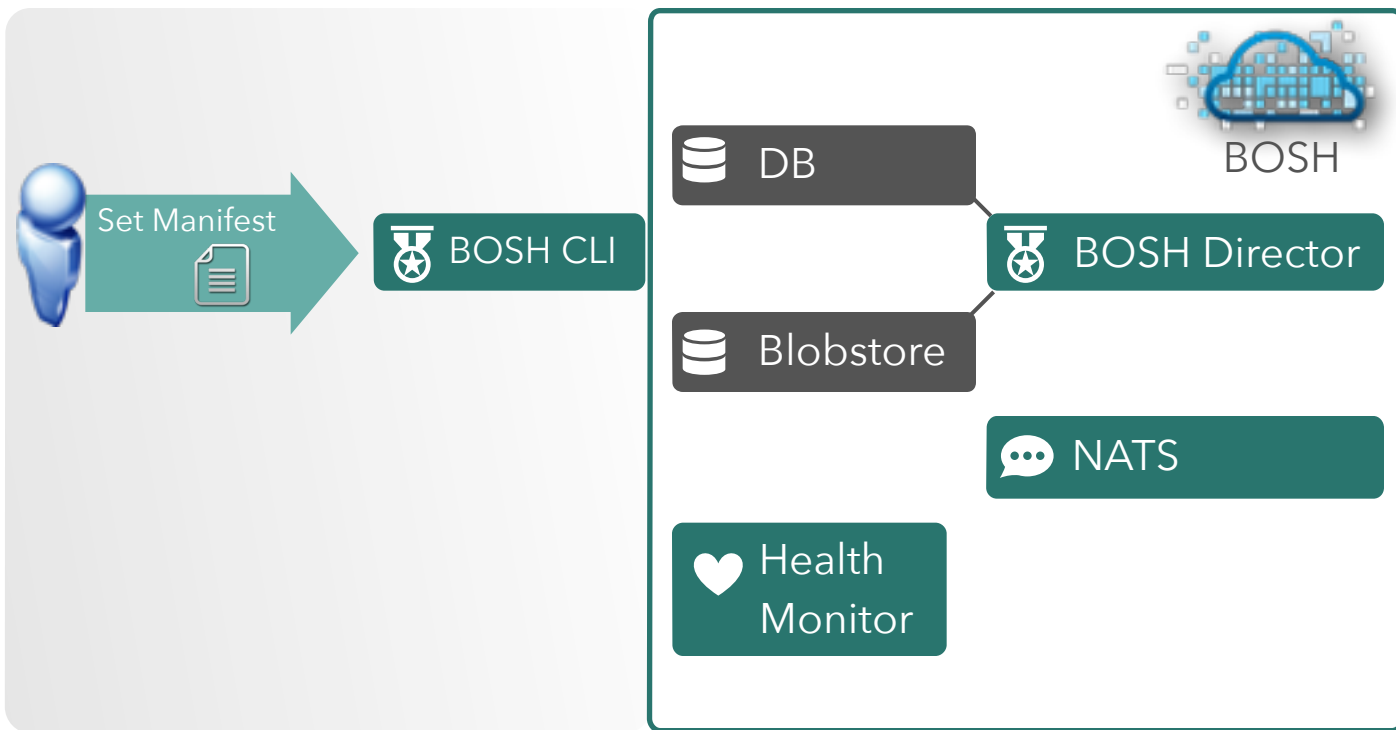 Set Manifest
BOSH CLI
BOSH
DB
BOSH Director
Blobstore
NATS
Health
Monitor